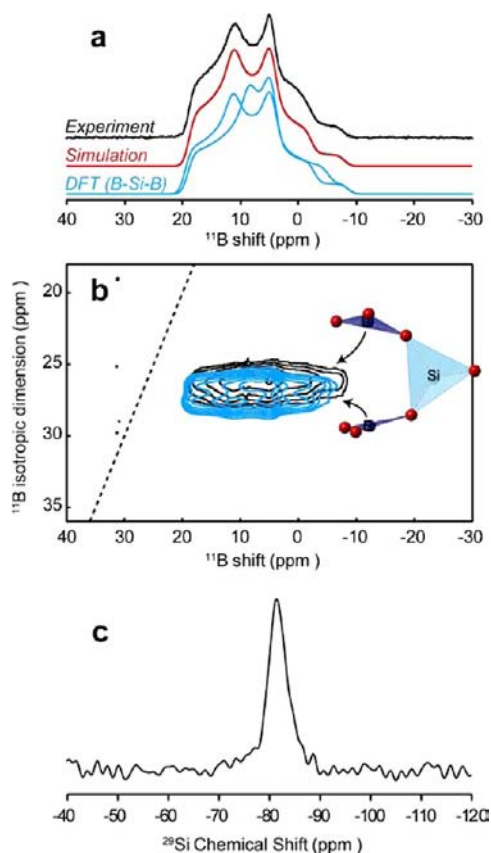 a
Experiment
Simulation
DFT (B-Si-B)
40 30 20 10 0 -10 -20 -30
¹¹B shift (ppm )
b
¹¹B isotropic dimension (ppm )
20
25
30
35
Si
B
40 30 20 10 0 -10 -20 -30
¹¹B shift (ppm )
c
-40 -50 -60 -70 -80 -90 -100 -110 -120
²⁹Si Chemical Shift (ppm )